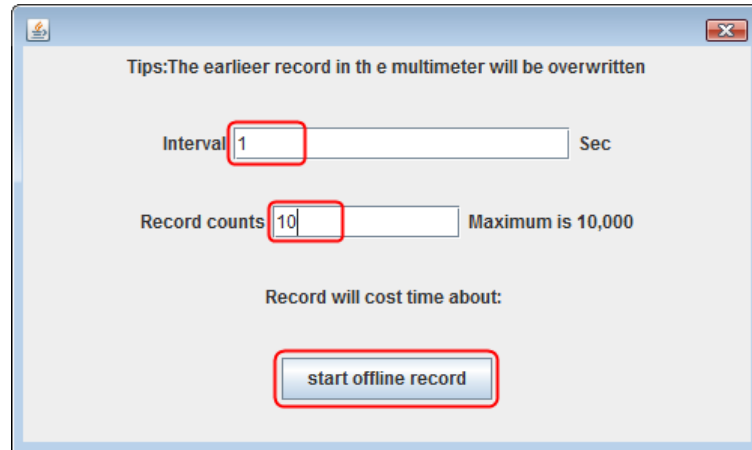 Tips:The earlieer record in th e multimeter will be overwritten
Interval 1 Sec
Record counts 10 Maximum is 10,000
Record will cost time about:
start offline record